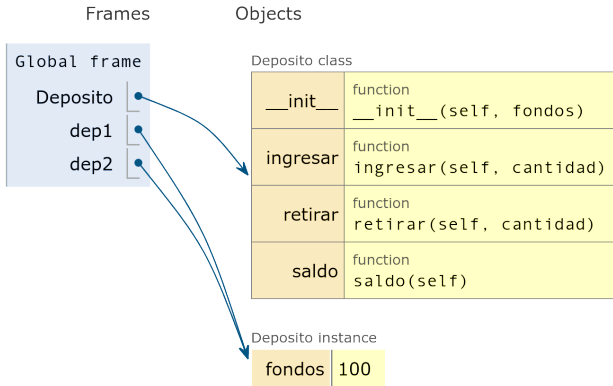 Frames Objects
Global frame
Deposito
dep1
dep2
Deposito class
__init__
function
__init__(self, fondos)
ingresar
function
ingresar(self, cantidad)
retirar
function
retirar(self, cantidad)
saldo
function
saldo(self)
Deposito instance
fondos 100